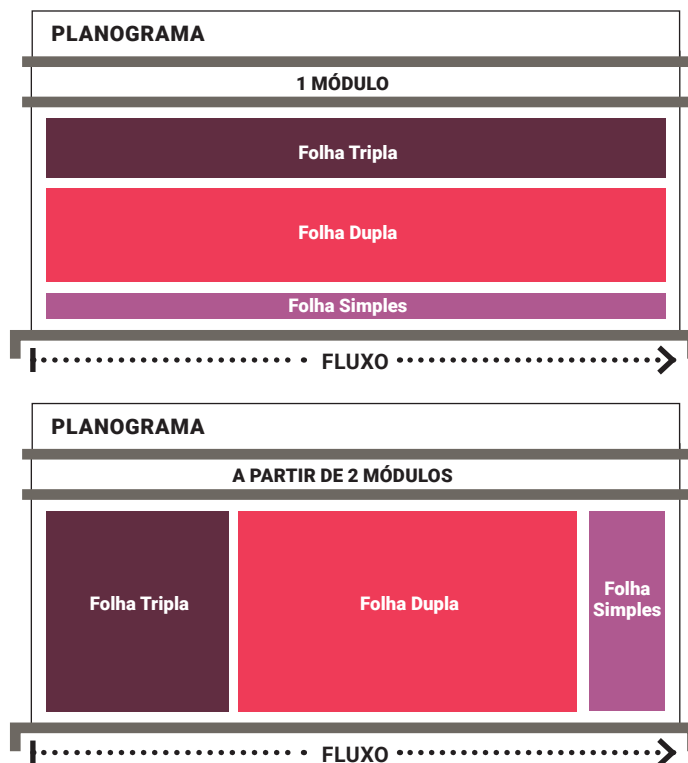 PLANOGRAMA
1 MÓDULO
Folha Tripla
Folha Dupla
Folha Simples
FLUXO
PLANOGRAMA
A PARTIR DE 2 MÓDULOS
Folha Tripla
Folha Dupla
Folha
Simples
FLUXO